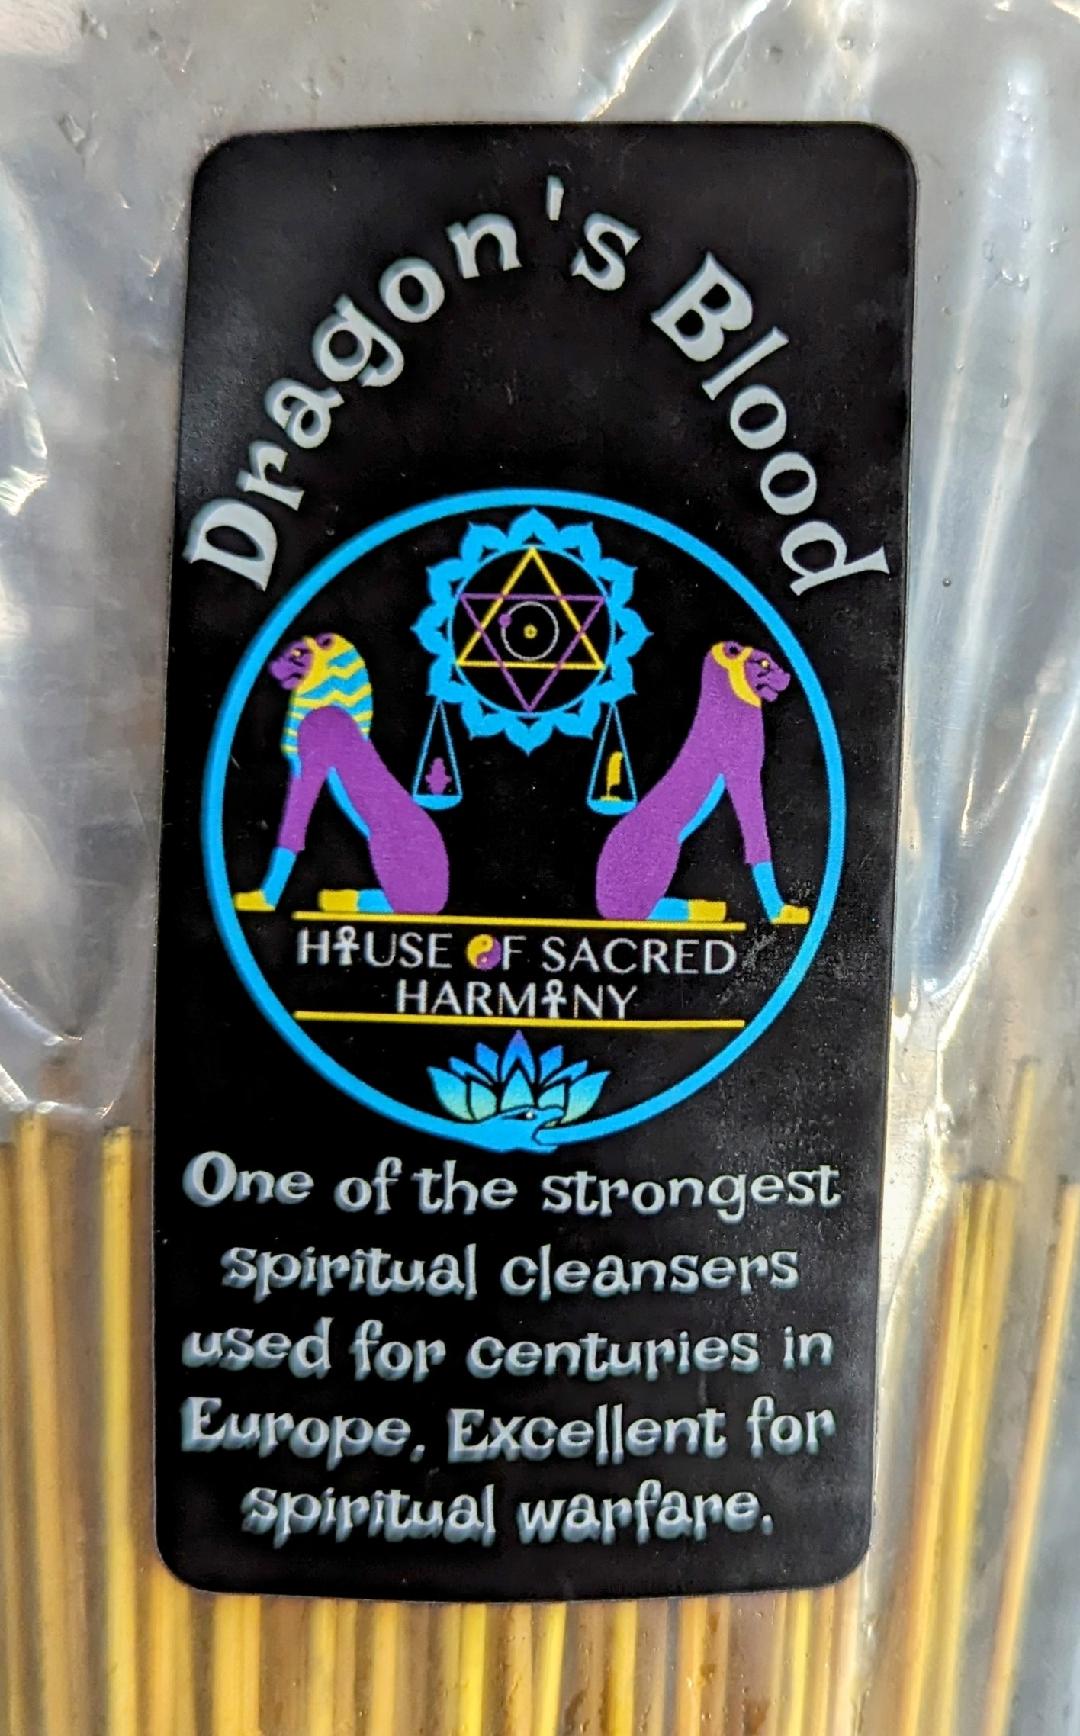 Dragon's Blood
HOUSE OF SACRED
HARMONY
One of the strongest
spiritual cleansers
used for centuries in
Europe. Excellent for
spiritual warfare.